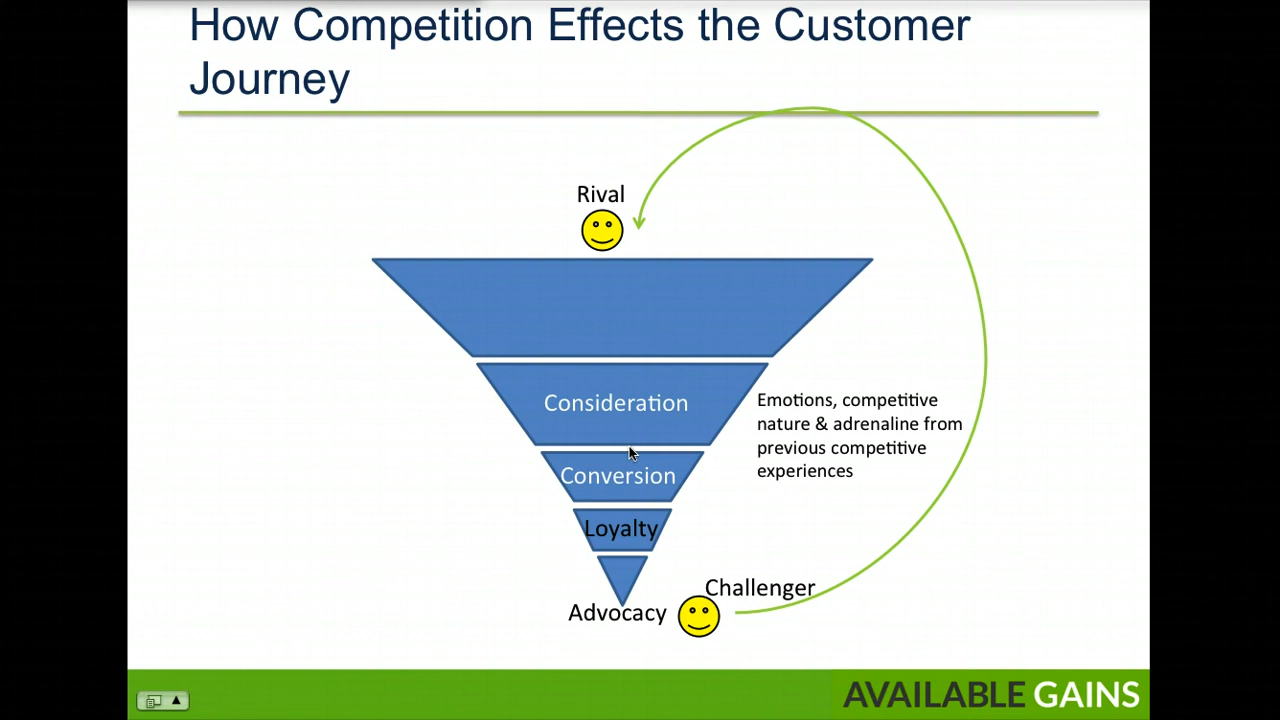 How Competition Effects the Customer
Journey
Rival
Consideration
Emotions, competitive
nature & adrenaline from
previous competitive
experiences
Conversion
Loyalty
Challenger
Advocacy
AVAILABLE GAINS